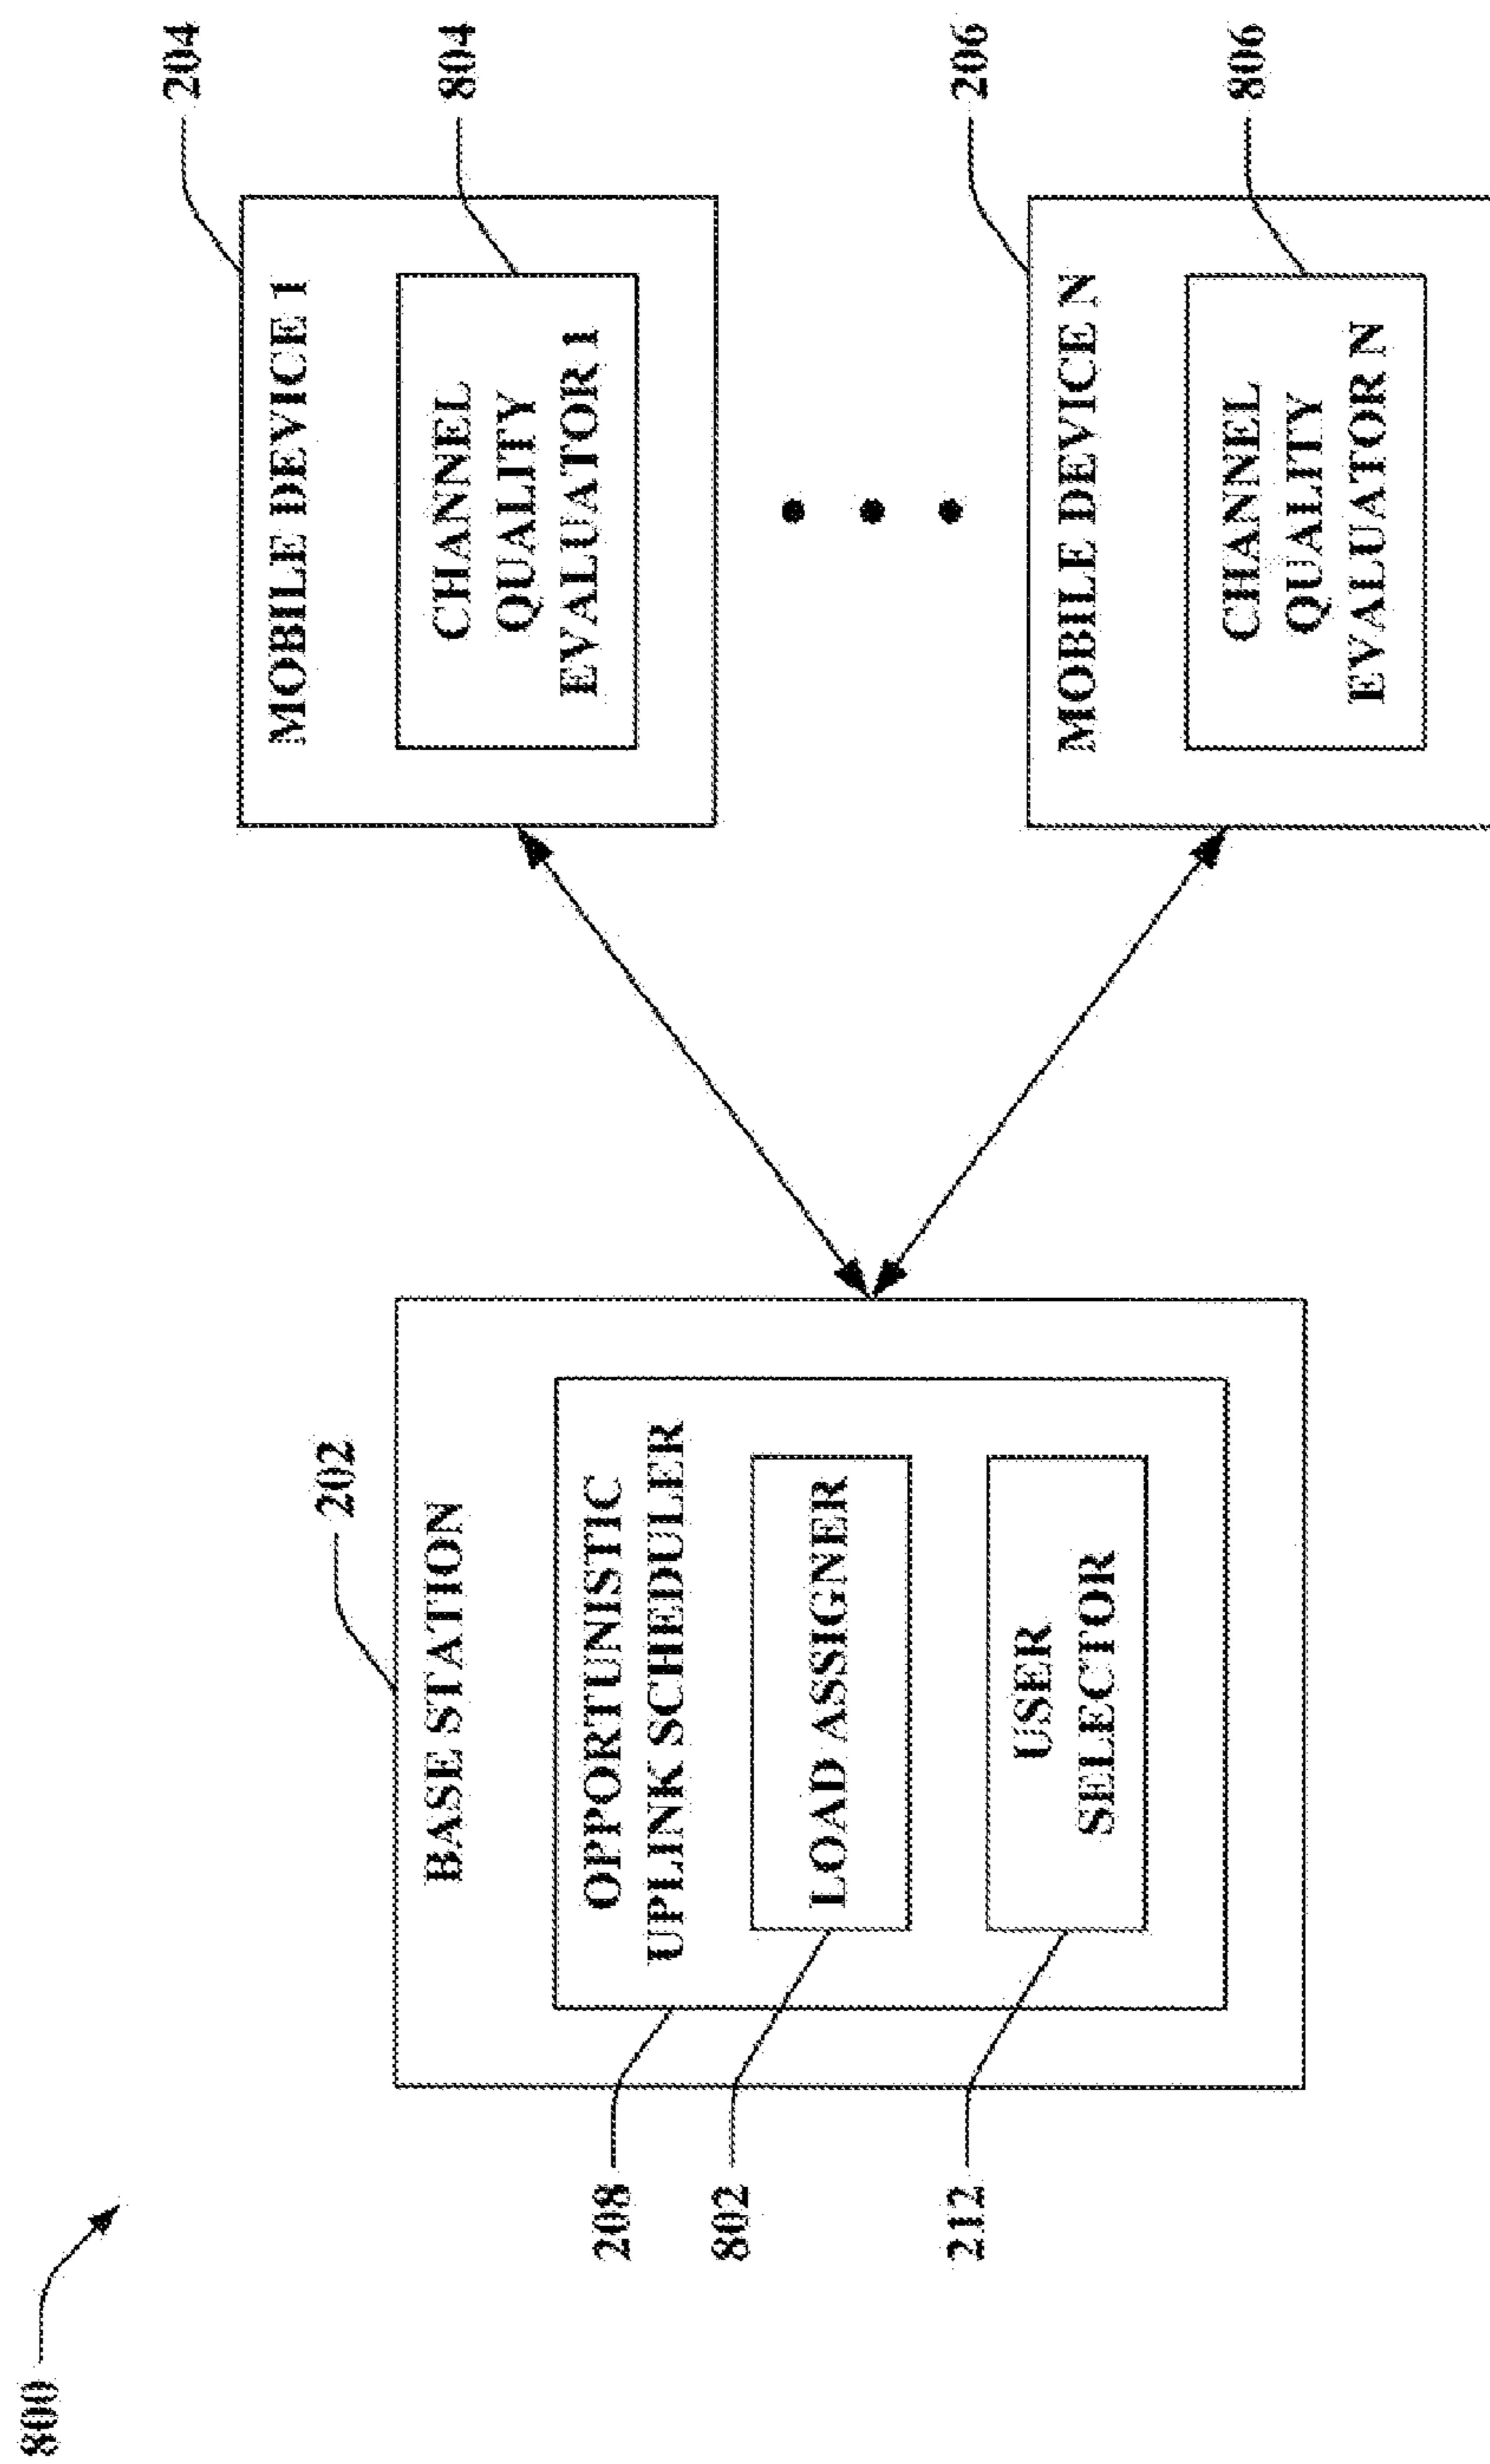 800
202
BASE STATION
OPPORTUNISTIC
UPLINK SCHEDULER
LOAD ASSIGNER
USER
SELECTOR
208
802
212
204
MOBILE DEVICE 1
804
CHANNEL
QUALITY
EVALUATOR 1
206
MOBILE DEVICE N
806
CHANNEL
QUALITY
EVALUATOR N